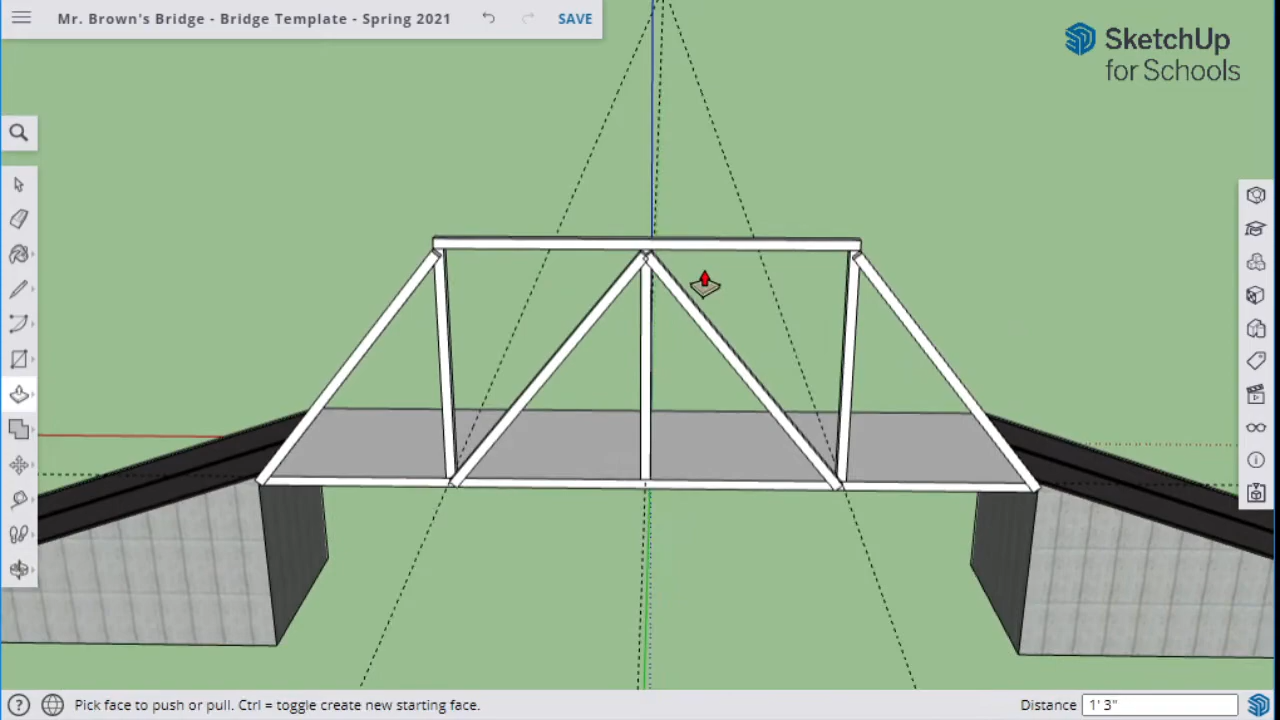 Mr. Brown's Bridge - Bridge Template - Spring 2021 SAVE
SketchUp
for Schools
Pick face to push or pull. Ctrl = toggle create new starting face. Distance 1' 3"